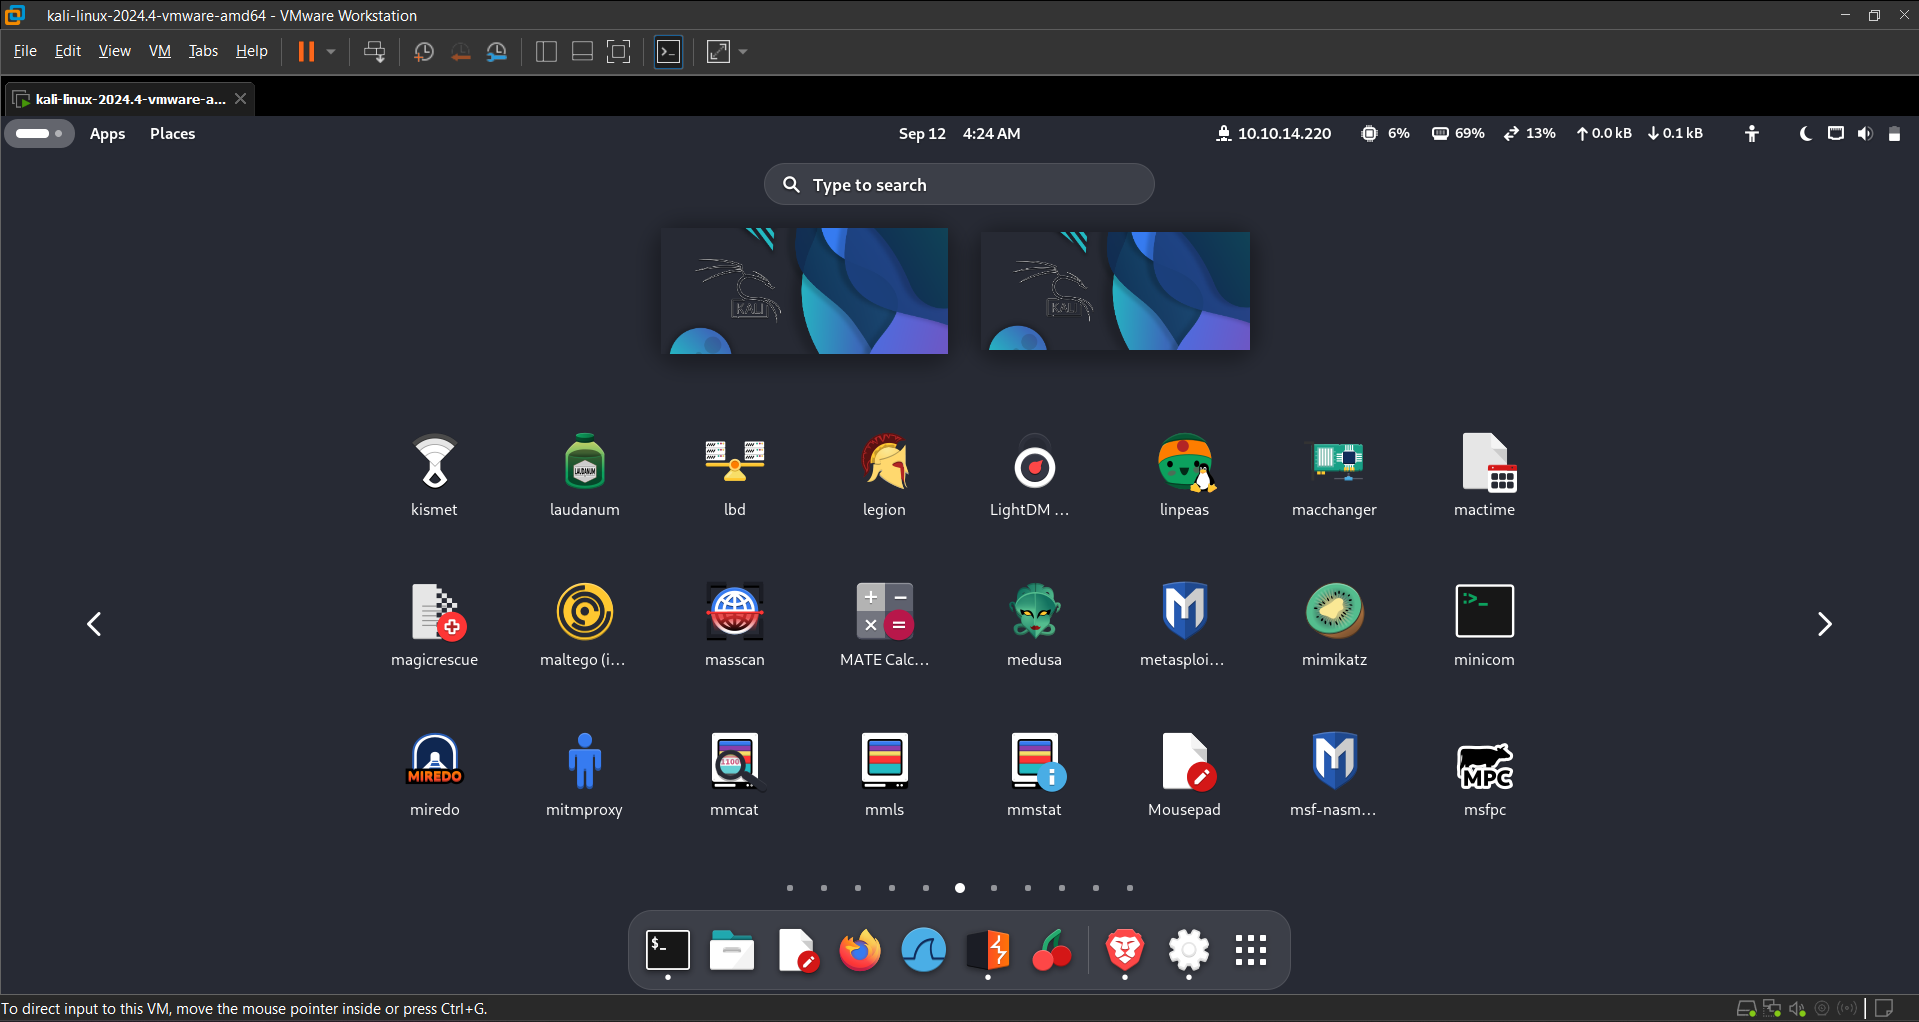 kali-linux-2024.4-vmware-amd64 - VMware Workstation
File Edit View VM Tabs Help
kali-linux-2024.4-vmware-a...
Apps Places Sep 12 4:24 AM 10.10.14.220 6% 69% 13% 0.0 kB 0.1 kB
Type to search
KALI KALI
LAUDANUM
kismet laudanum lbd legion LightDM ... linpeas macchanger mactime
magicrescue maltego (i... masscan MATE Calc... medusa metasploi... mimikatz minicom
MIREDO 1100 MPC
miredo mitmproxy mmcat mmls mmstat Mousepad msf-nasm... msfpc
$_
To direct input to this VM, move the mouse pointer inside or press Ctrl+G.